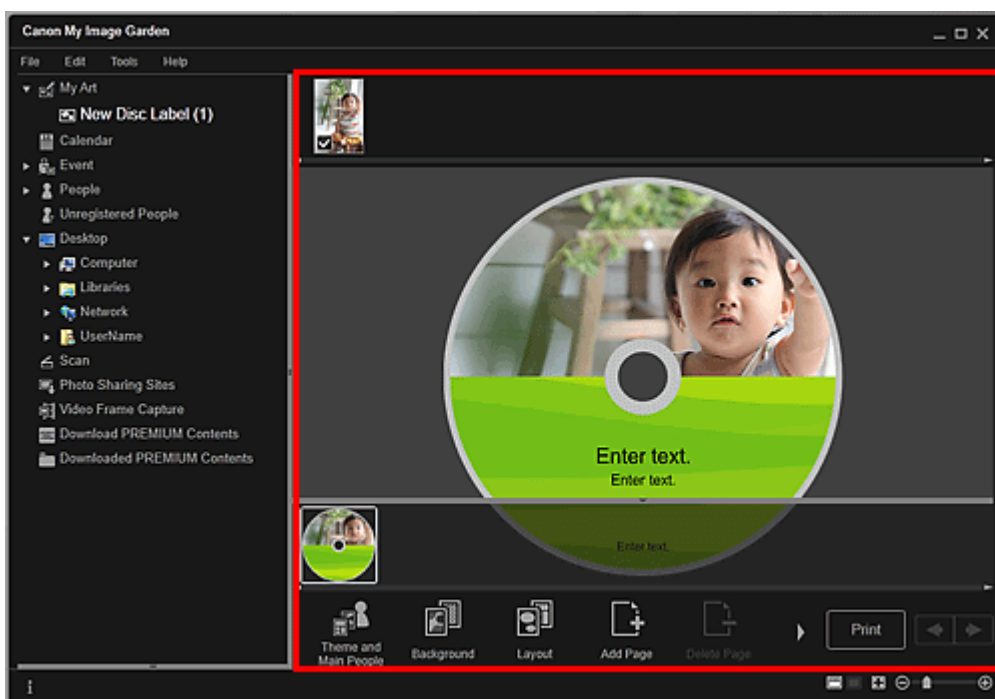 Canon My Image Garden
File Edit Tools Help
My Art
New Disc Label (1)
Calendar
Event
People
Unregistered People
Desktop
Computer
Libraries
Network
UserName
Scan
Photo Sharing Sites
Video Frame Capture
Download PREMIUM Contents
Downloaded PREMIUM Contents
Enter text.
Enter text.
Enter text.
Theme and
Main People
Background
Layout
Add Page
Delete Page
Print